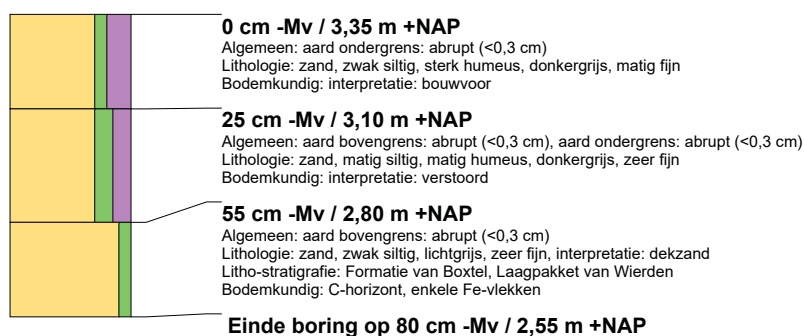 0 cm -Mv / 3,35 m +NAP
Algemeen: aard ondergrens: abrupt (<0,3 cm)
Lithologie: zand, zwak siltig, sterk humeus, donkergrijs, matig fijn
Bodemkundig: interpretatie: bouwvoor
25 cm -Mv / 3,10 m +NAP
Algemeen: aard bovengrens: abrupt (<0,3 cm), aard ondergrens: abrupt (<0,3 cm)
Lithologie: zand, matig siltig, matig humeus, donkergrijs, zeer fijn
Bodemkundig: interpretatie: verstoord
55 cm -Mv / 2,80 m +NAP
Algemeen: aard bovengrens: abrupt (<0,3 cm)
Lithologie: zand, zwak siltig, lichtgrijs, zeer fijn, interpretatie: dekzand
Litho-stratigrafie: Formatie van Boxtel, Laagpakket van Wierden
Bodemkundig: C-horizont, enkele Fe-vlekken
Einde boring op 80 cm -Mv / 2,55 m +NAP